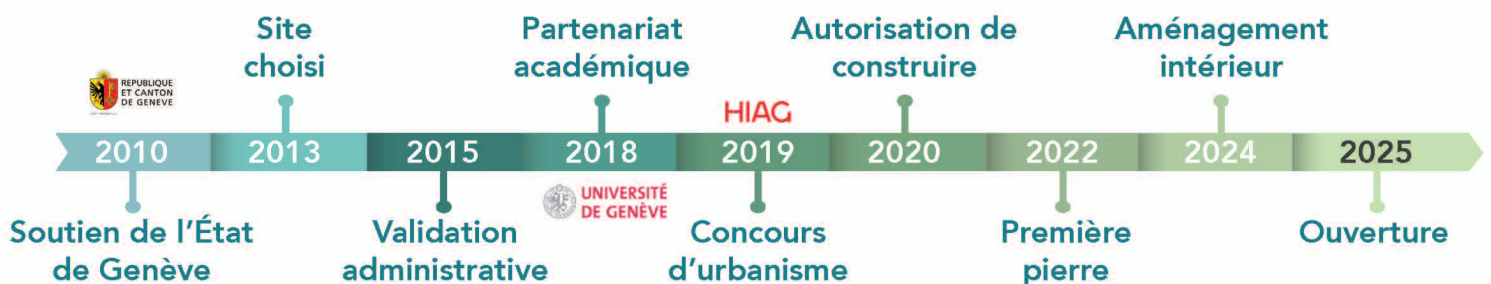 Site
choisi
Partenariat
académique
Autorisation de
construire
Aménagement
intérieur
REPUBLIQUE
ET CANTON
DE GENEVE
HIAG
2010
2013
2015
2018
2019
2020
2022
2024
2025
UNIVERSITÉ
DE GENÈVE
Soutien de l’État
de Genève
Validation
administrative
Concours
d’urbanisme
Première
pierre
Ouverture